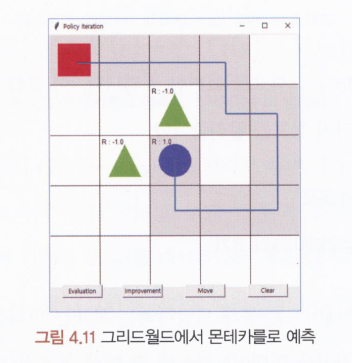 Policy Iteration
R : -1.0
R : -1.0
R : 1.0
Evaluation
Improvement
Move
Clear
그림 4.11 그리드월드에서 몬테카를로 예측